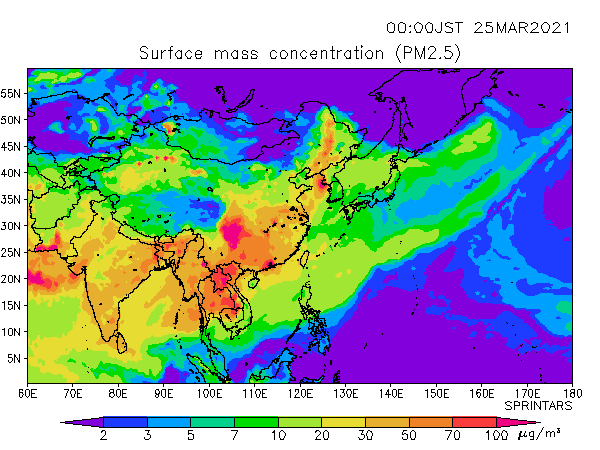 00:00JST 25MAR2021
Surface mass concentration (PM2.5)
55N
50N
45N
40N
35N
30N
25N
20N
15N
10N
5N
60E 70E 80E 90E 100E 110E 120E 130E 140E 150E 160E 170E 180
SPRINTARS
2 3 5 7 10 20 30 50 70 100 μg/m³